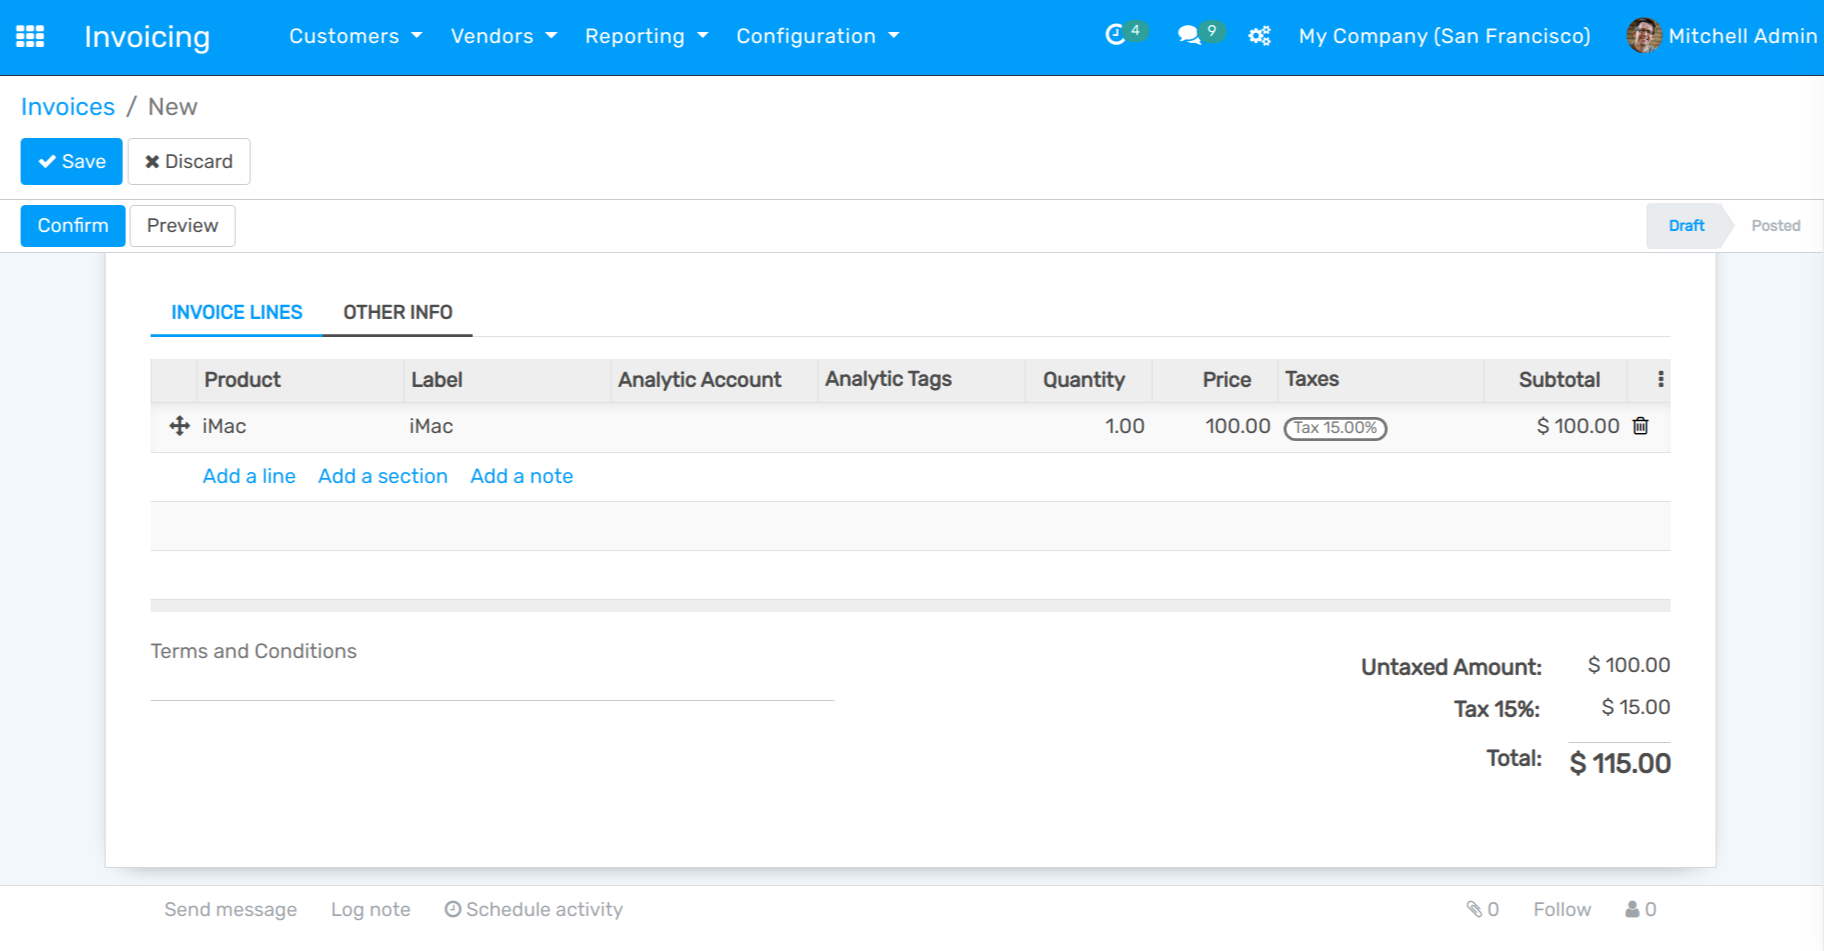 Invoicing Customers Vendors Reporting Configuration 4 9 My Company (San Francisco) Mitchell Admin
Invoices / New
Save Discard
Confirm Preview Draft Posted
INVOICE LINES OTHER INFO
Product Label Analytic Account Analytic Tags Quantity Price Taxes Subtotal
iMac iMac 1.00 100.00 Tax 15.00% $ 100.00
Add a line Add a section Add a note
Terms and Conditions
Untaxed Amount: $ 100.00
Tax 15%: $ 15.00
Total: $ 115.00
Send message Log note Schedule activity 0 Follow 0